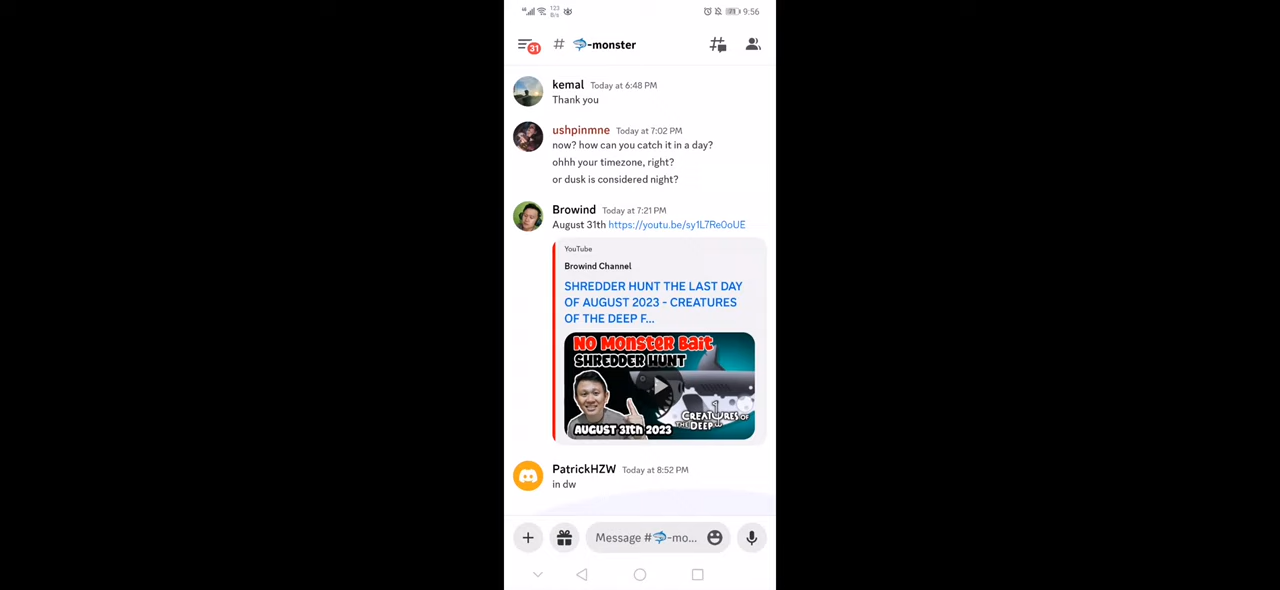 123
B/s
71
9:56
31
# 🦈-monster
kemal Today at 6:48 PM
Thank you
ushpinmne Today at 7:02 PM
now? how can you catch it in a day?
ohhh your timezone, right?
or dusk is considered night?
Browind Today at 7:21 PM
August 31th https://youtu.be/sy1L7Re0oUE
YouTube
Browind Channel
SHREDDER HUNT THE LAST DAY
OF AUGUST 2023 - CREATURES
OF THE DEEP F...
NO MONSTER BAIT
SHREDDER HUNT
CREATURES OF
THE DEEP
AUGUST 31th 2023
PatrickHZW Today at 8:52 PM
in dw
Message #🦈-mo...